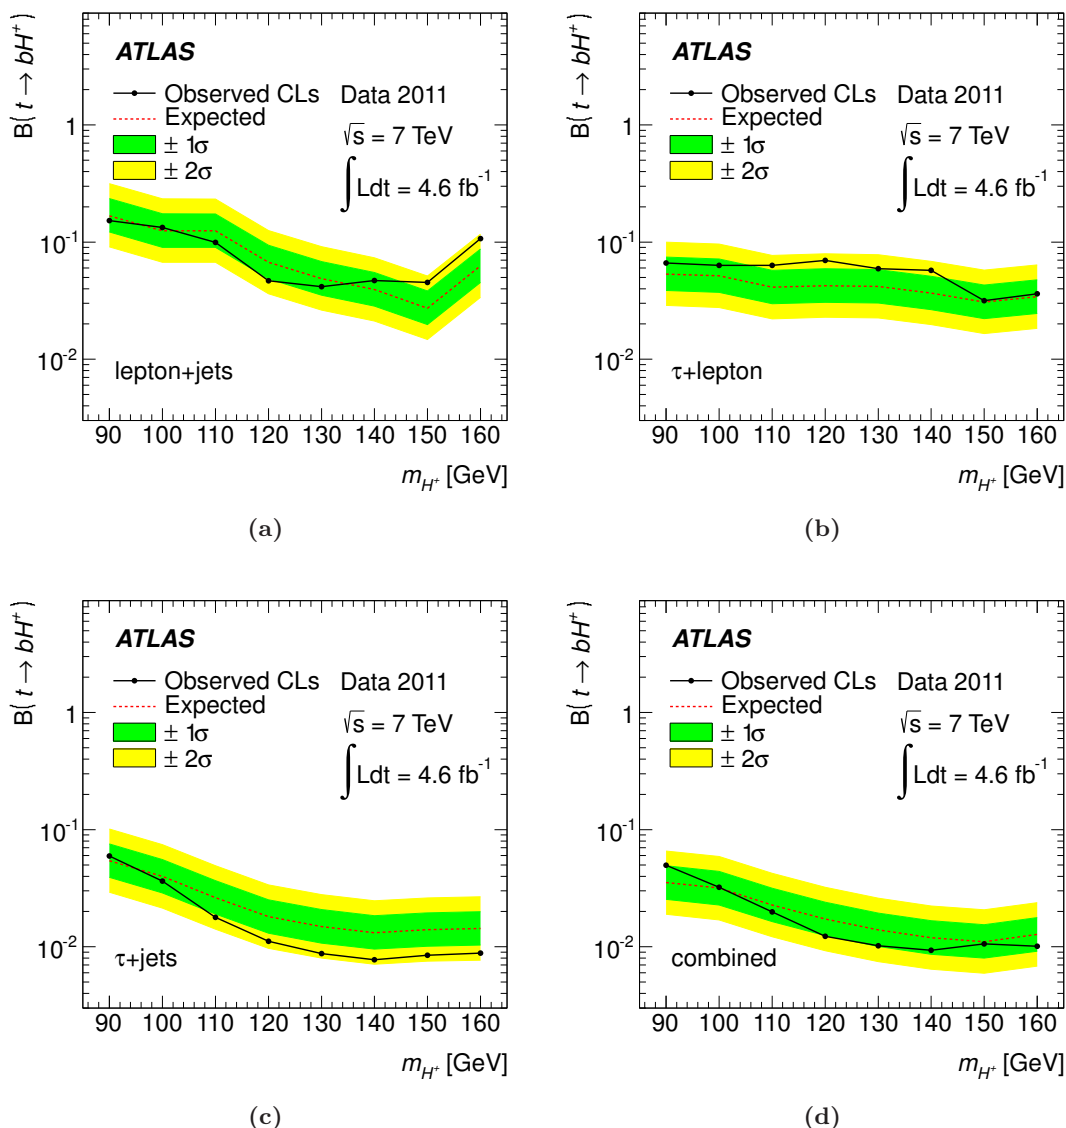 B( t → bH⁺ )
ATLAS
Observed CLs
Expected
± 1σ
± 2σ
Data 2011
√s = 7 TeV
∫ Ldt = 4.6 fb⁻¹
1
10⁻¹
10⁻²
lepton+jets
90 100 110 120 130 140 150 160
m_H⁺ [GeV]
(a)
B( t → bH⁺ )
ATLAS
Observed CLs
Expected
± 1σ
± 2σ
Data 2011
√s = 7 TeV
∫ Ldt = 4.6 fb⁻¹
1
10⁻¹
10⁻²
τ+lepton
90 100 110 120 130 140 150 160
m_H⁺ [GeV]
(b)
B( t → bH⁺ )
ATLAS
Observed CLs
Expected
± 1σ
± 2σ
Data 2011
√s = 7 TeV
∫ Ldt = 4.6 fb⁻¹
1
10⁻¹
10⁻²
τ+jets
90 100 110 120 130 140 150 160
m_H⁺ [GeV]
(c)
B( t → bH⁺ )
ATLAS
Observed CLs
Expected
± 1σ
± 2σ
Data 2011
√s = 7 TeV
∫ Ldt = 4.6 fb⁻¹
1
10⁻¹
10⁻²
combined
90 100 110 120 130 140 150 160
m_H⁺ [GeV]
(d)